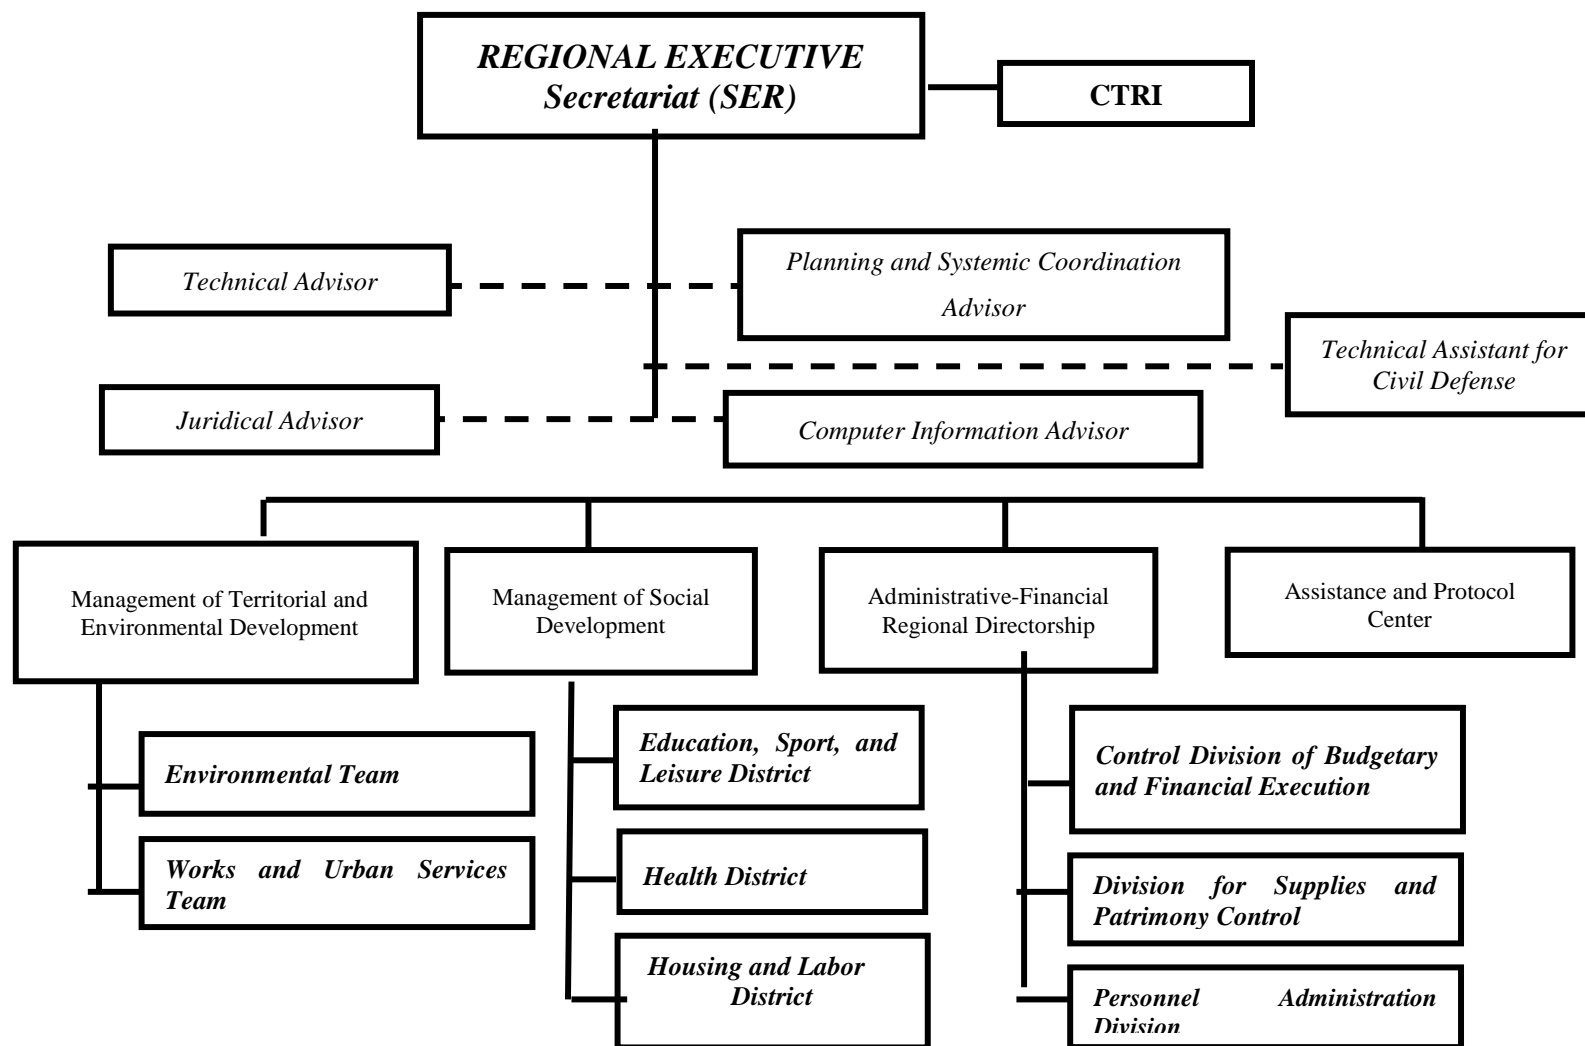 REGIONAL EXECUTIVE
Secretariat (SER)
CTRI
Technical Advisor
Planning and Systemic Coordination
Advisor
Technical Assistant for
Civil Defense
Juridical Advisor
Computer Information Advisor
Management of Territorial and
Environmental Development
Management of Social
Development
Administrative-Financial
Regional Directorship
Assistance and Protocol
Center
Environmental Team
Works and Urban Services
Team
Education, Sport, and
Leisure District
Health District
Housing and Labor
District
Control Division of Budgetary
and Financial Execution
Division for Supplies and
Patrimony Control
Personnel Administration
Division